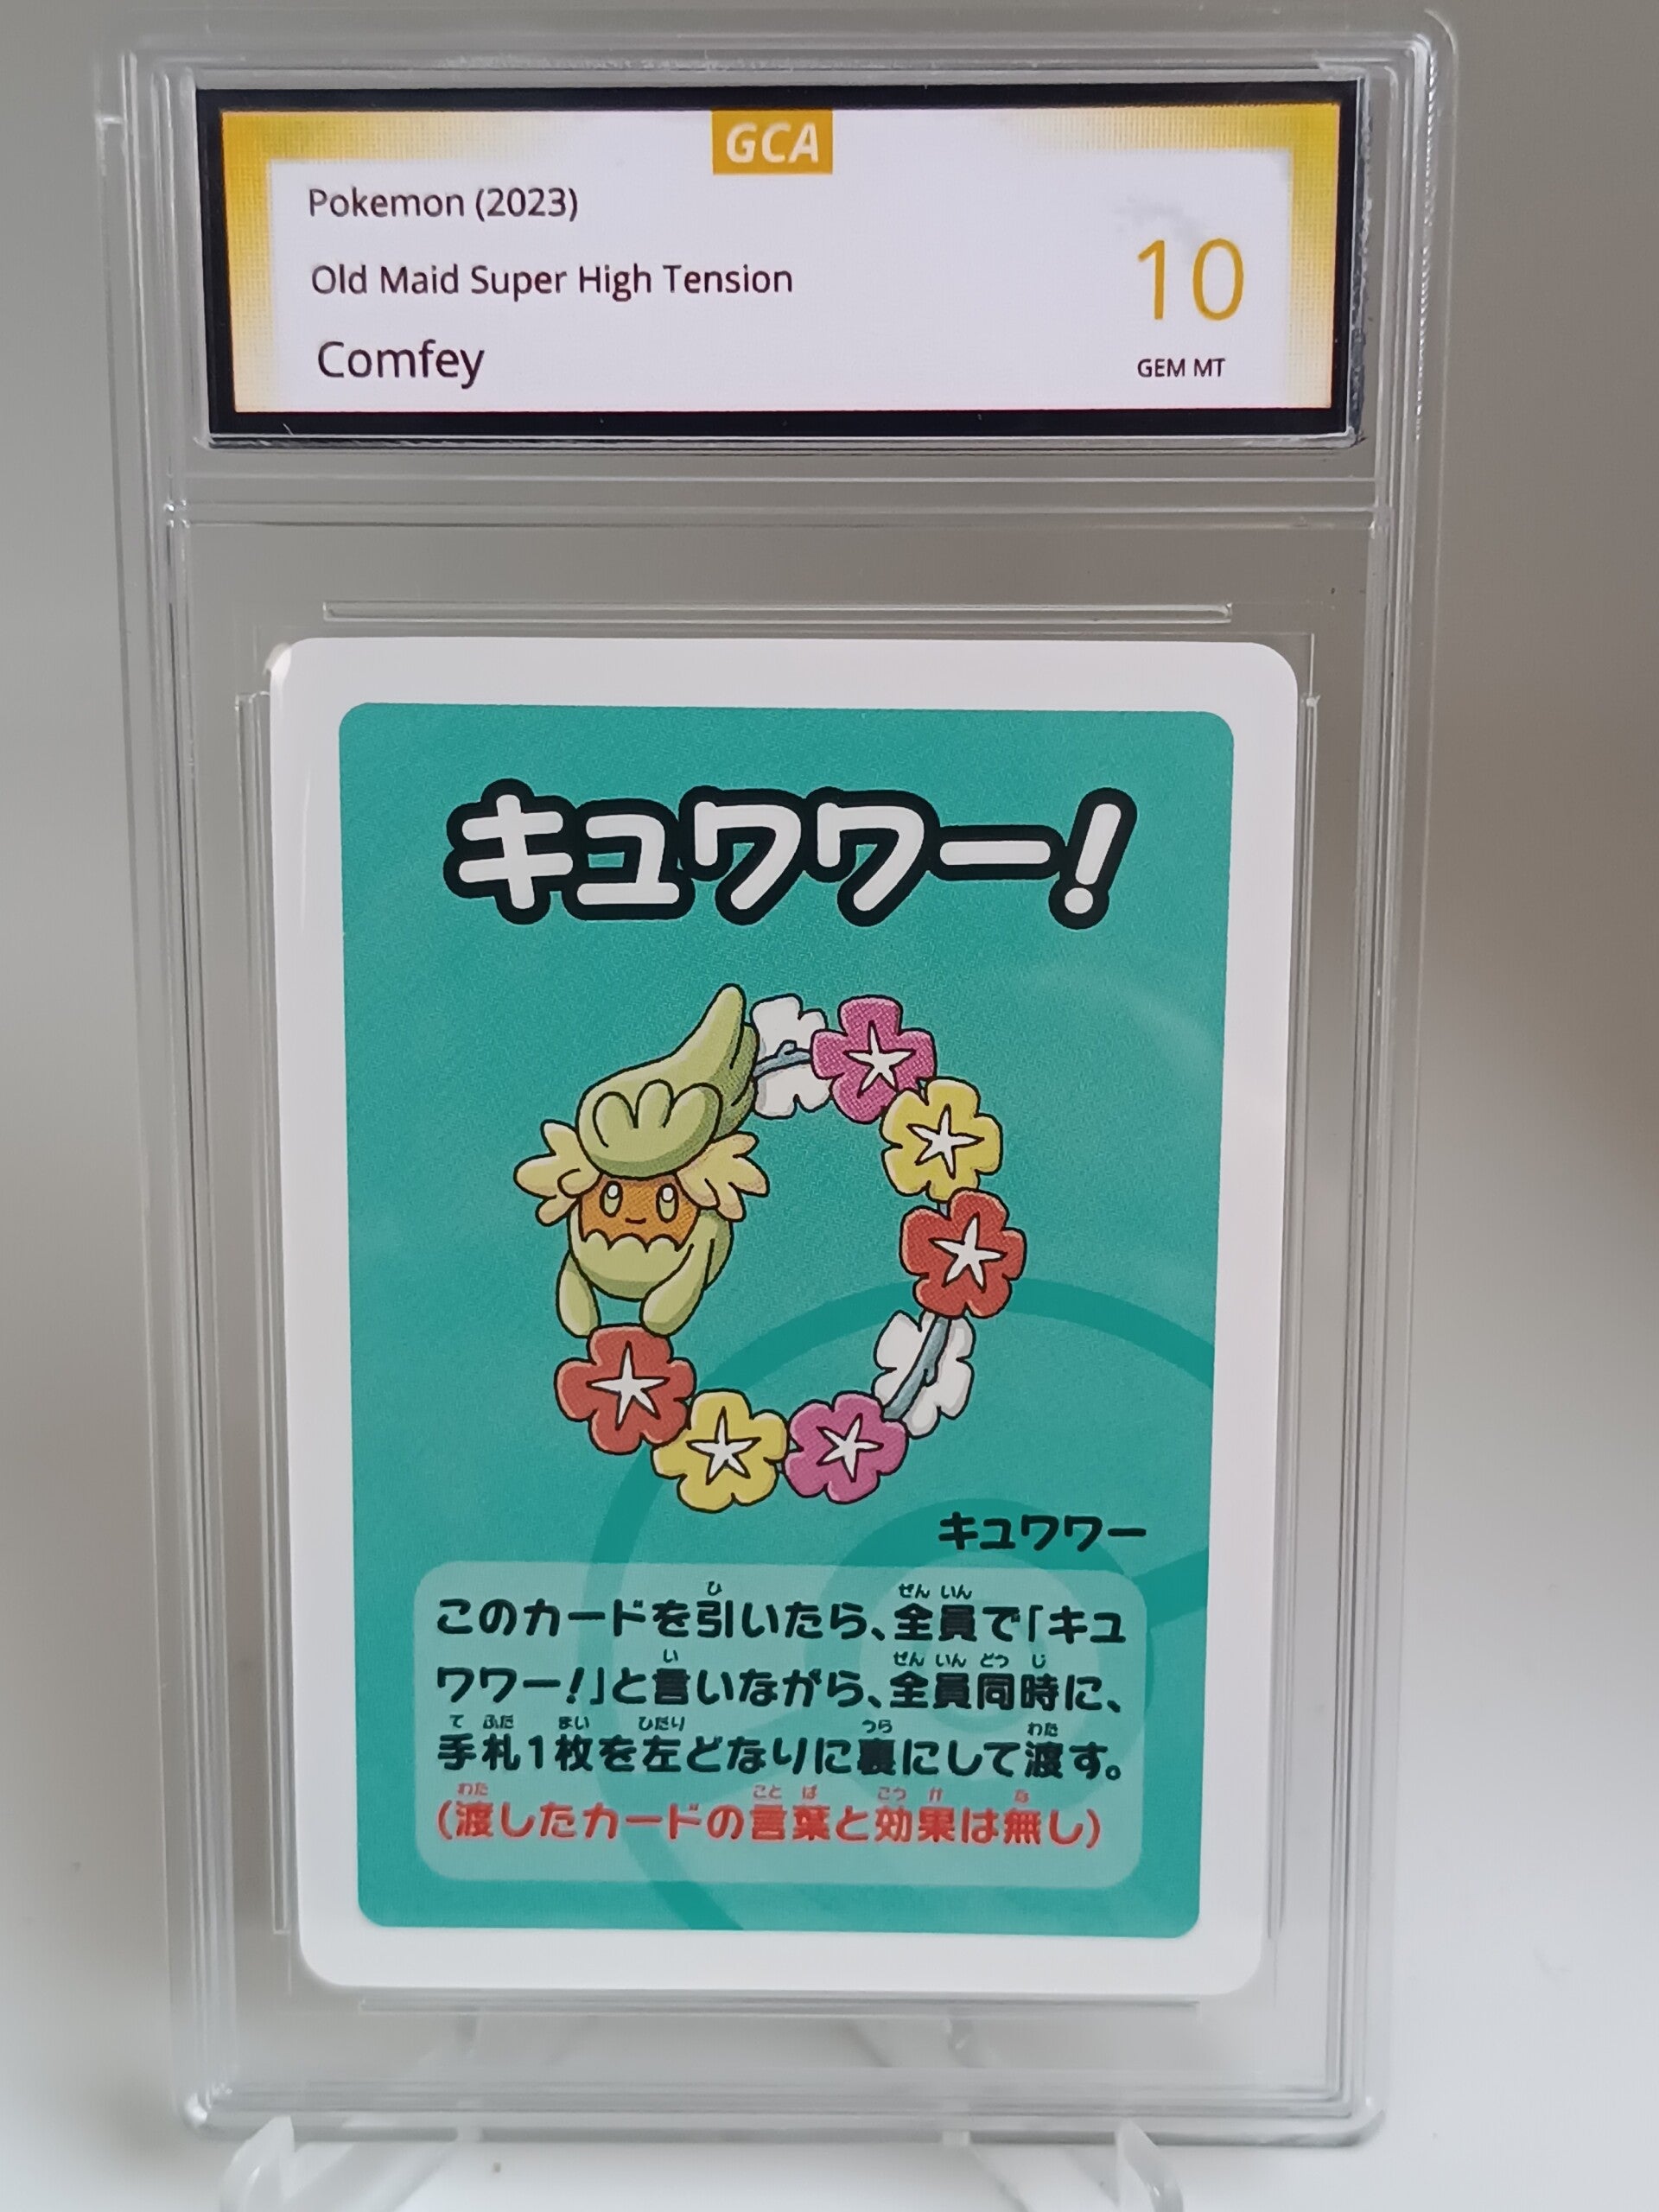 GCA
Pokemon (2023)
Old Maid Super High Tension
Comfey
10
GEM MT
キュワワー!
キュワワー
このカードを引いたら、全員で「キュ
ワワー!」と言いながら、全員同時に、
手札1枚を左どなりに裏にして渡す。
(渡したカードの言葉と効果は無し)